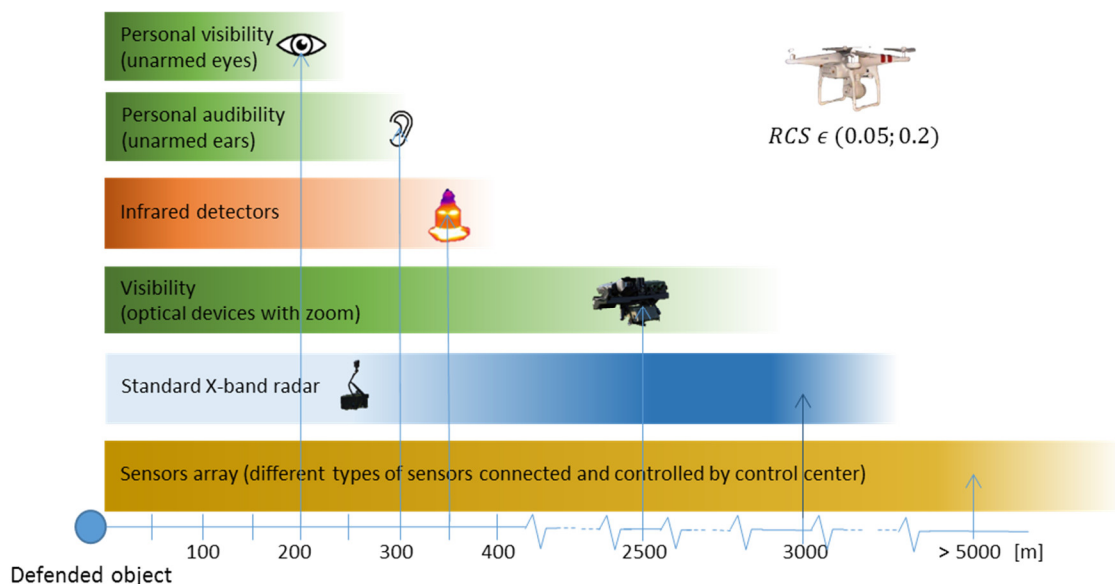 Personal visibility
(unarmed eyes)
Personal audibility
(unarmed ears)
RCS ϵ (0.05; 0.2)
Infrared detectors
Visibility
(optical devices with zoom)
Standard X-band radar
Sensors array (different types of sensors connected and controlled by control center)
100 200 300 400 2500 3000 > 5000 [m]
Defended object